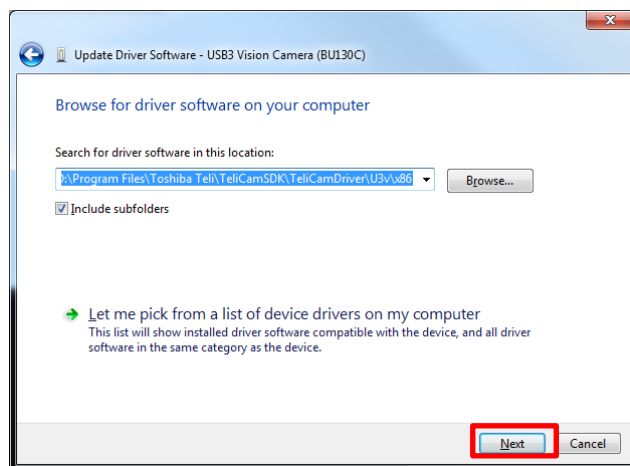 Update Driver Software - USB3 Vision Camera (BU130C)
Browse for driver software on your computer
Search for driver software in this location:
:\Program Files\Toshiba Teli\TeliCamSDK\TeliCamDriver\U3v\x86
Browse...
Include subfolders
Let me pick from a list of device drivers on my computer
This list will show installed driver software compatible with the device, and all driver
software in the same category as the device.
Next
Cancel